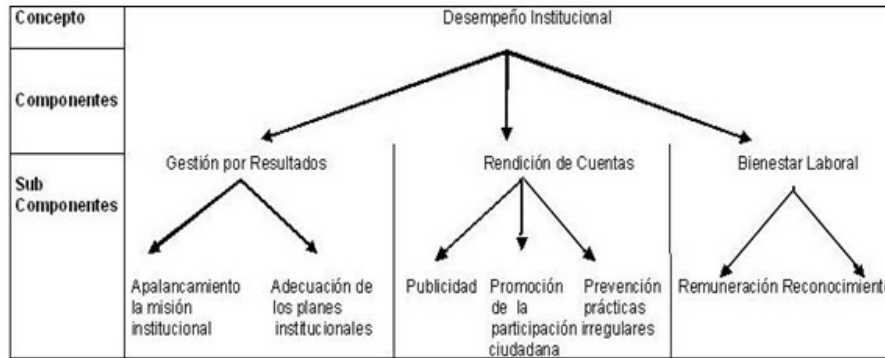 Concepto
Desempeño Institucional
Componentes
Gestión por Resultados
Rendición de Cuentas
Bienestar Laboral
Sub
Componentes
Apalancamiento
la misión
institucional
Adecuación de
los planes
institucionales
Publicidad
Promoción
de la
participación
ciudadana
Prevención
prácticas
irregulares
Remuneración
Reconocimiento